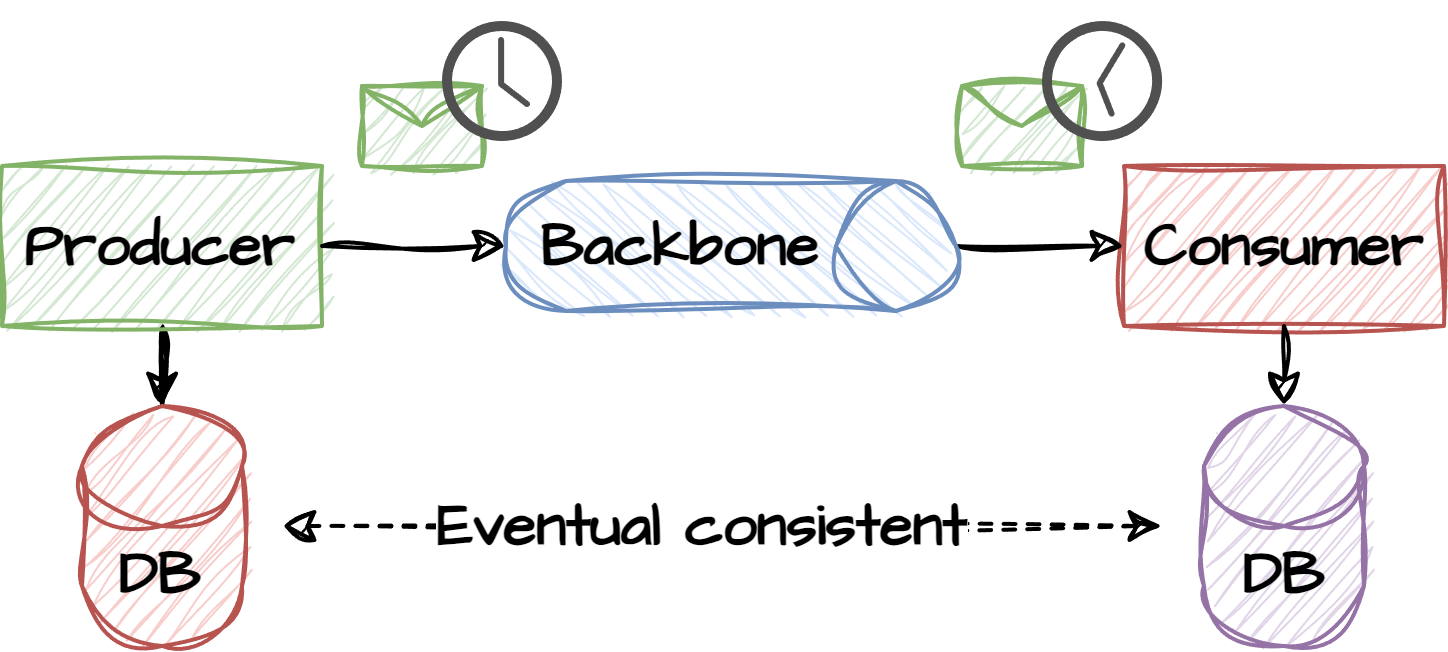 Producer
Backbone
Consumer
Eventual consistent
DB
DB